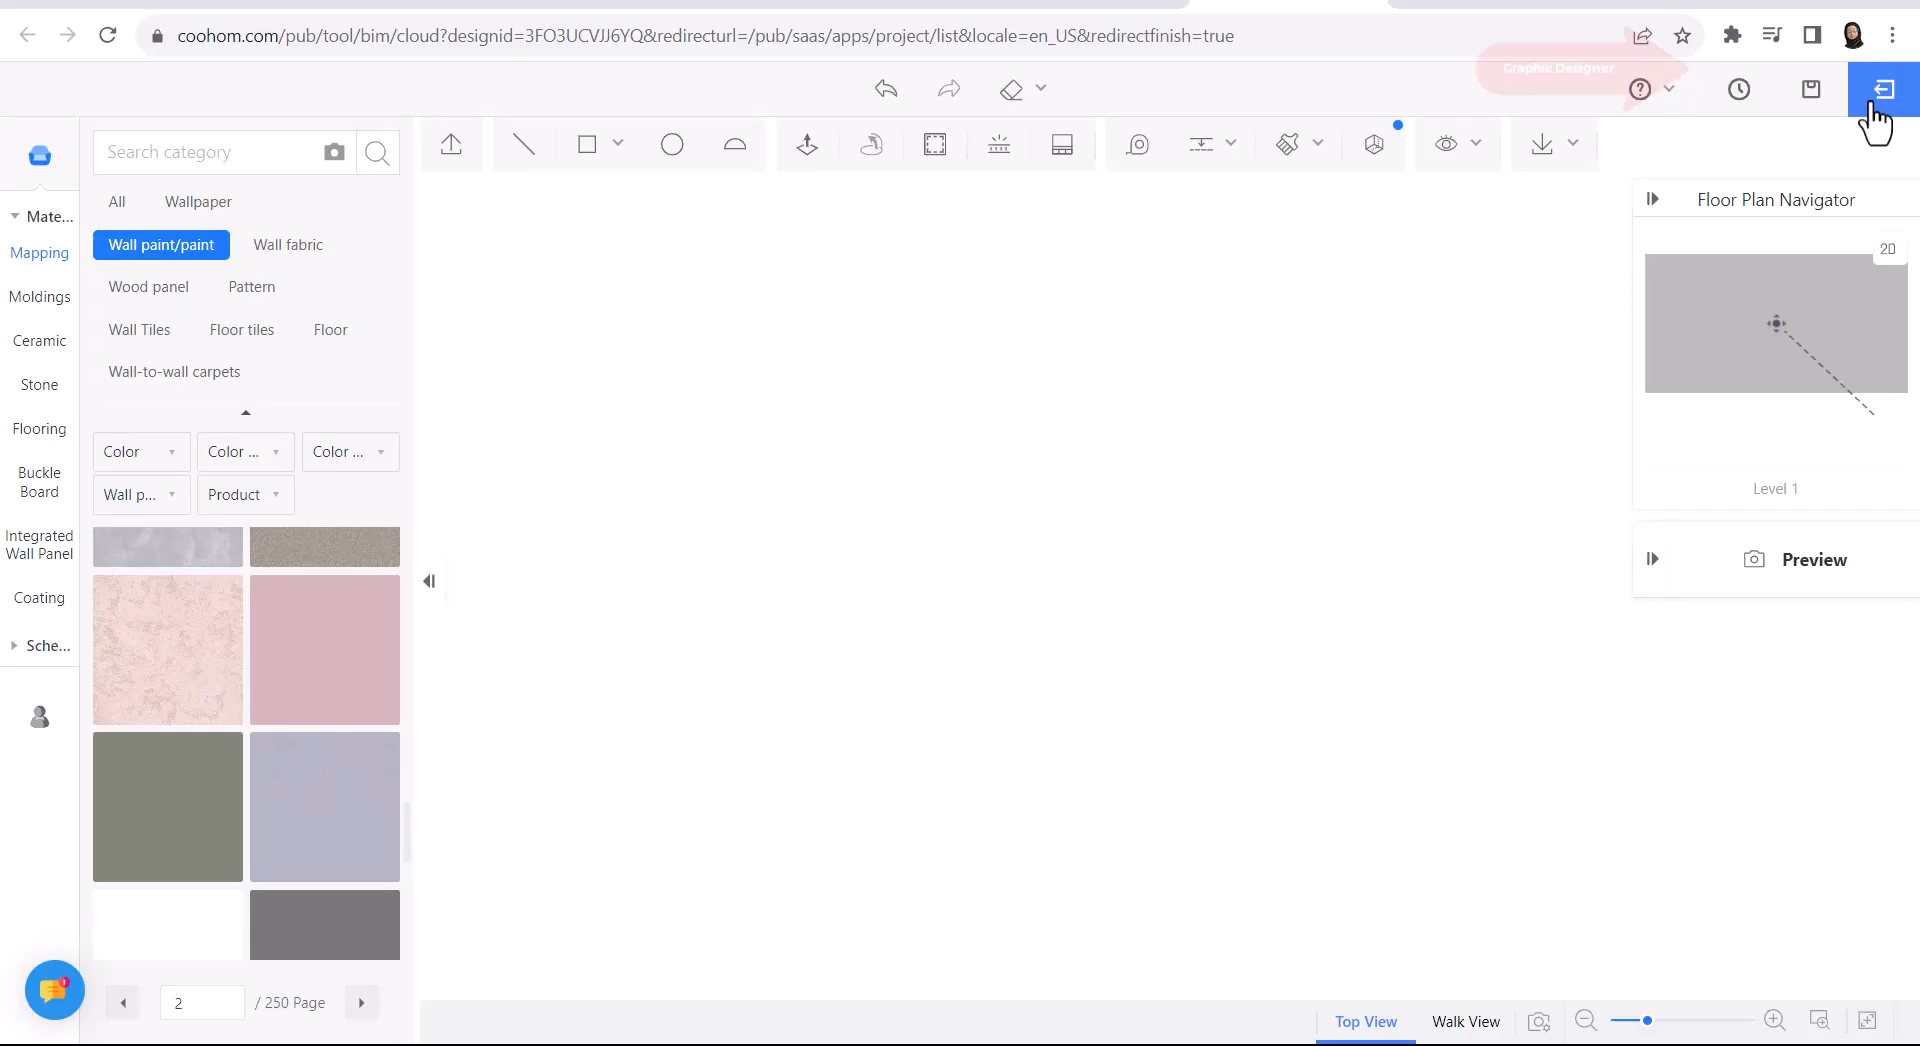 coohom.com/pub/tool/bim/cloud?designid=3FO3UCVJJ6YQ&redirecturl=/pub/saas/apps/project/list&locale=en_US&redirectfinish=true
Graphic Designer
Search category
All Wallpaper
Wall paint/paint Wall fabric
Wood panel Pattern
Wall Tiles Floor tiles Floor
Wall-to-wall carpets
Color Color ... Color ...
Wall p... Product
Mate...
Mapping
Moldings
Ceramic
Stone
Flooring
Buckle
Board
Integrated
Wall Panel
Coating
Sche...
2 / 250 Page
Floor Plan Navigator
2D
Level 1
Preview
Top View Walk View